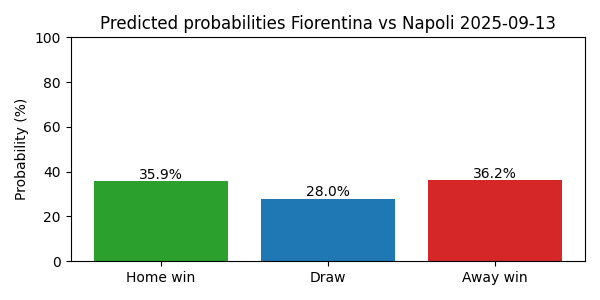 Predicted probabilities Fiorentina vs Napoli 2025-09-13
Probability (%)
100
80
60
40
20
0
35.9%
28.0%
36.2%
Home win
Draw
Away win